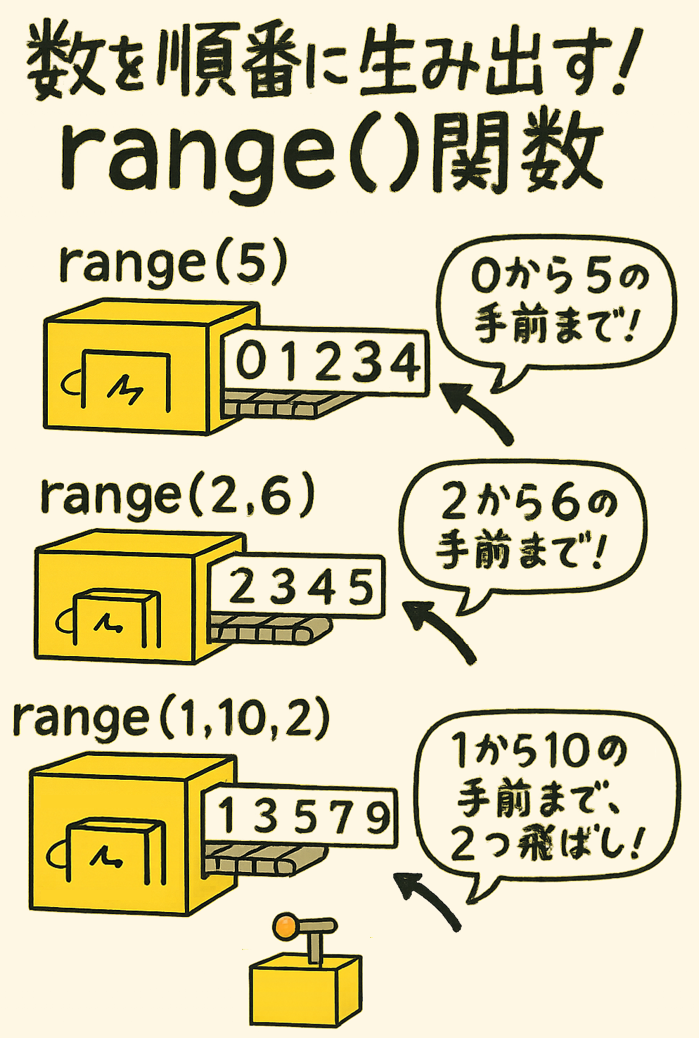 数を順番に生み出す!
range()関数
range(5)
0から5の
手前まで!
01234
range(2,6)
2から6の
手前まで!
2345
range(1,10,2)
1から10の
手前まで、
2つ飛ばし!
13579